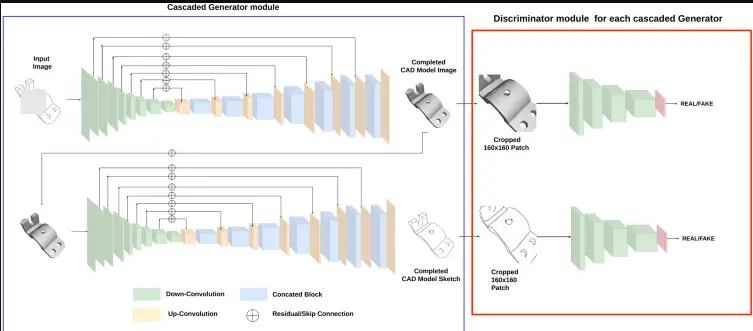 Cascaded Generator module
Discriminator module for each cascaded Generator
Input
Image
Completed
CAD Model Image
Cropped
160x160 Patch
REAL/FAKE
Completed
CAD Model Sketch
Cropped
160x160
Patch
REAL/FAKE
Down-Convolution
Concated Block
Up-Convolution
Residual/Skip Connection